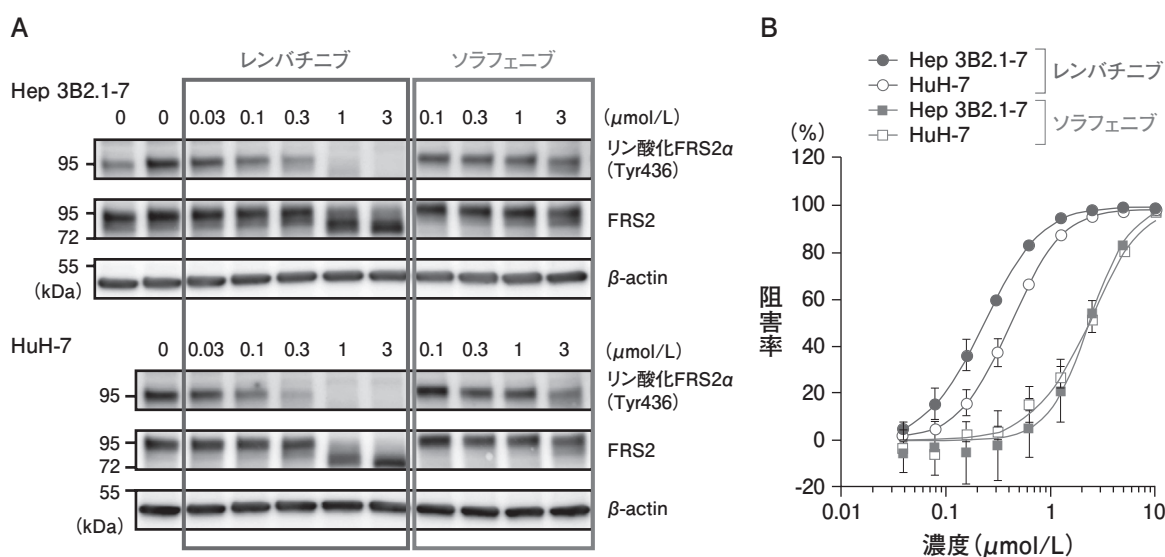 A
レンバチニブ ソラフェニブ
Hep 3B2.1-7
0 0 0.03 0.1 0.3 1 3 0.1 0.3 1 3 (μmol/L)
95
リン酸化FRS2α
(Tyr436)
95
72
FRS2
55
(kDa)
β-actin
HuH-7
0 0.03 0.1 0.3 1 3 0.1 0.3 1 3 (μmol/L)
95
リン酸化FRS2α
(Tyr436)
95
72
FRS2
55
(kDa)
β-actin
B
Hep 3B2.1-7
HuH-7
レンバチニブ
Hep 3B2.1-7
HuH-7
ソラフェニブ
(%)
120
100
80
60
40
20
0
-20
阻害率
0.01 0.1 1 10
濃度(μmol/L)